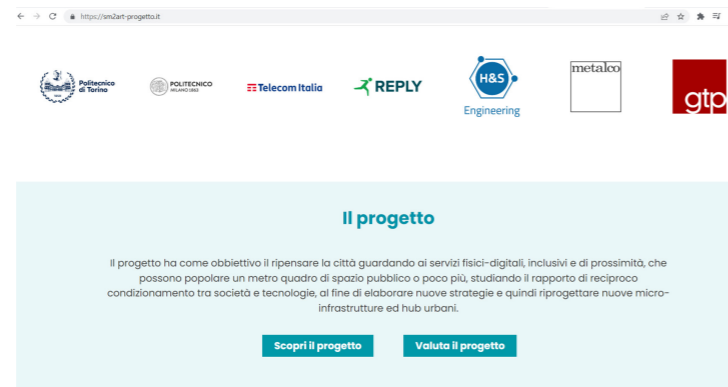 https://sm2art-progetto.it
Politecnico
di Torino
POLITECNICO
MILANO 1863
Telecom Italia
REPLY
H&S
Engineering
metalco
gtp
Il progetto
Il progetto ha come obbiettivo il ripensare la città guardando ai servizi fisici-digitali, inclusivi e di prossimità, che
possono popolare un metro quadro di spazio pubblico o poco più, studiando il rapporto di reciproco
condizionamento tra società e tecnologie, al fine di elaborare nuove strategie e quindi riprogettare nuove micro-
infrastrutture ed hub urbani.
Scopri il progetto
Valuta il progetto